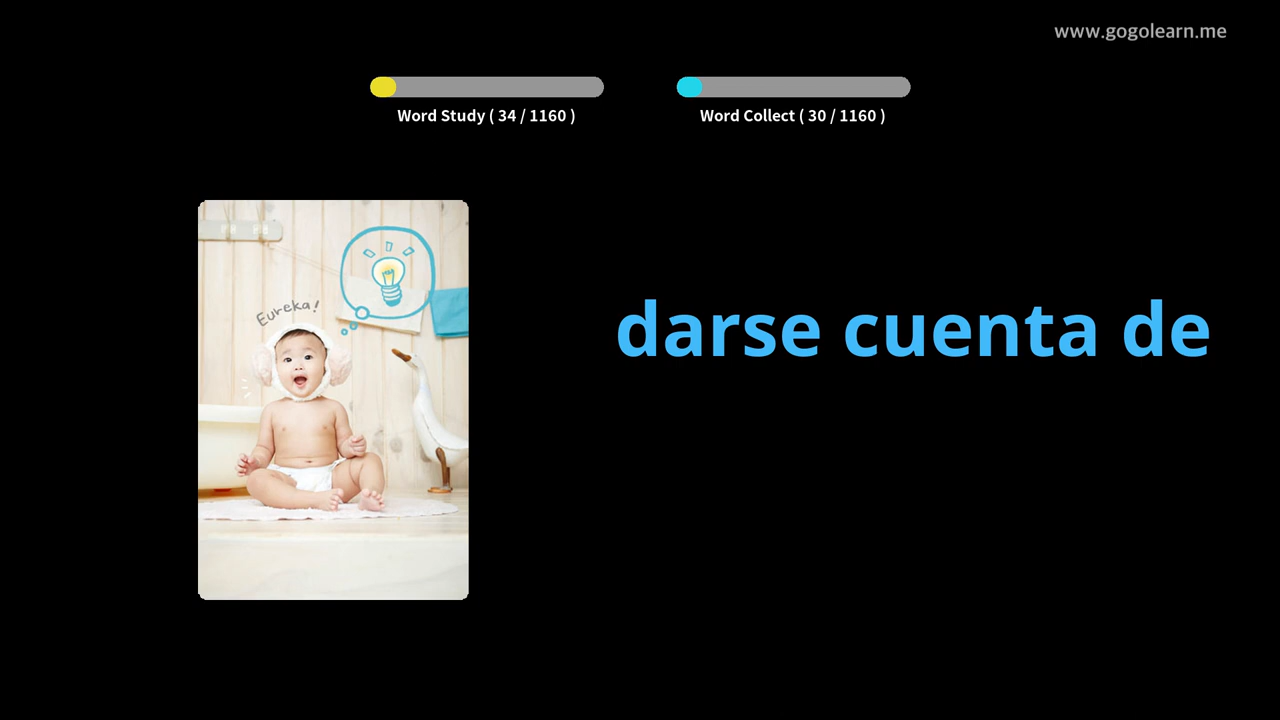 www.gogolearn.me
Word Study ( 34 / 1160 )
Word Collect ( 30 / 1160 )
Eureka!
darse cuenta de